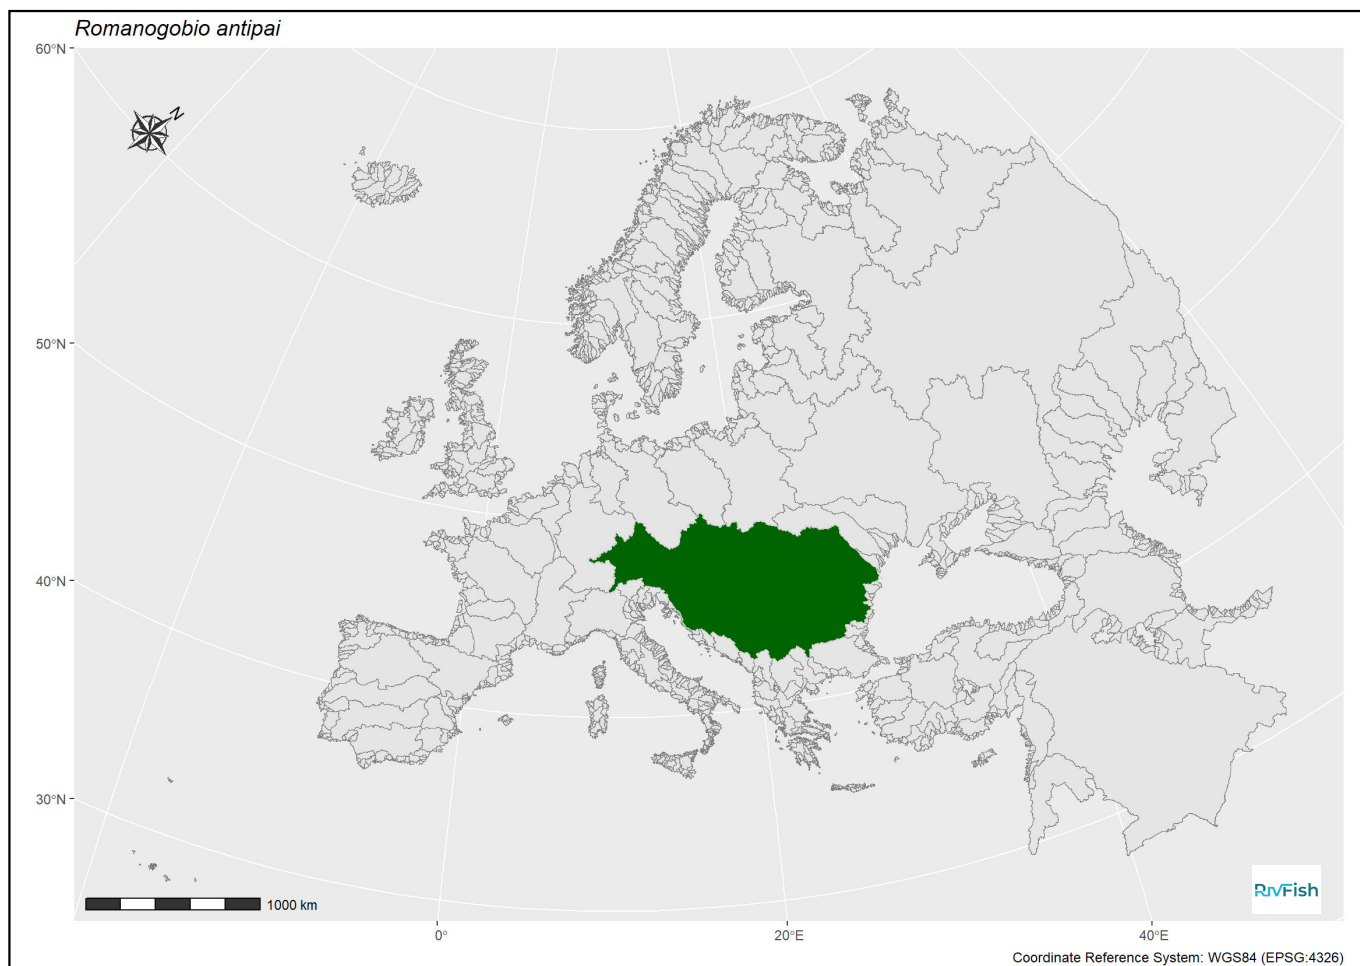 Romanogobio antipai
60°N
N
50°N
40°N
30°N
1000 km
RIVFISH
0°
20°E
40°E
Coordinate Reference System: WGS84 (EPSG:4326)